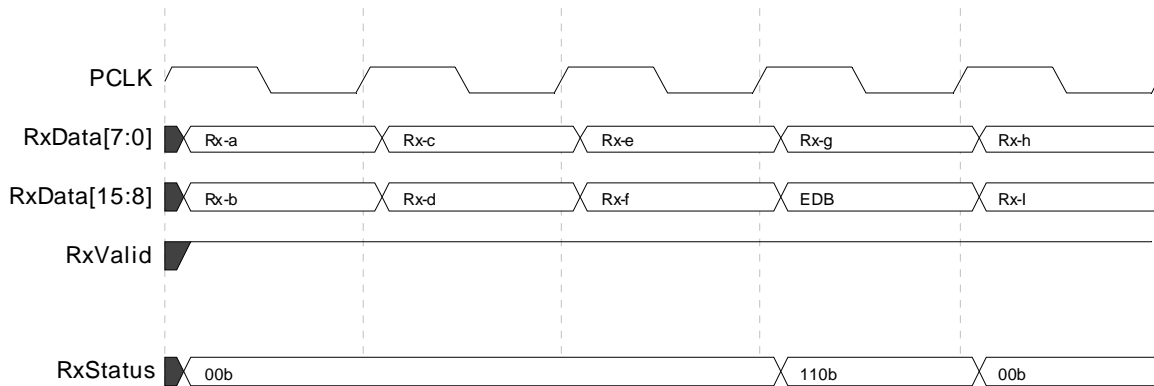 PCLK
RxData[7:0] Rx-a Rx-c Rx-e Rx-g Rx-h
RxData[15:8] Rx-b Rx-d Rx-f EDB Rx-I
RxValid
RxStatus 00b 110b 00b